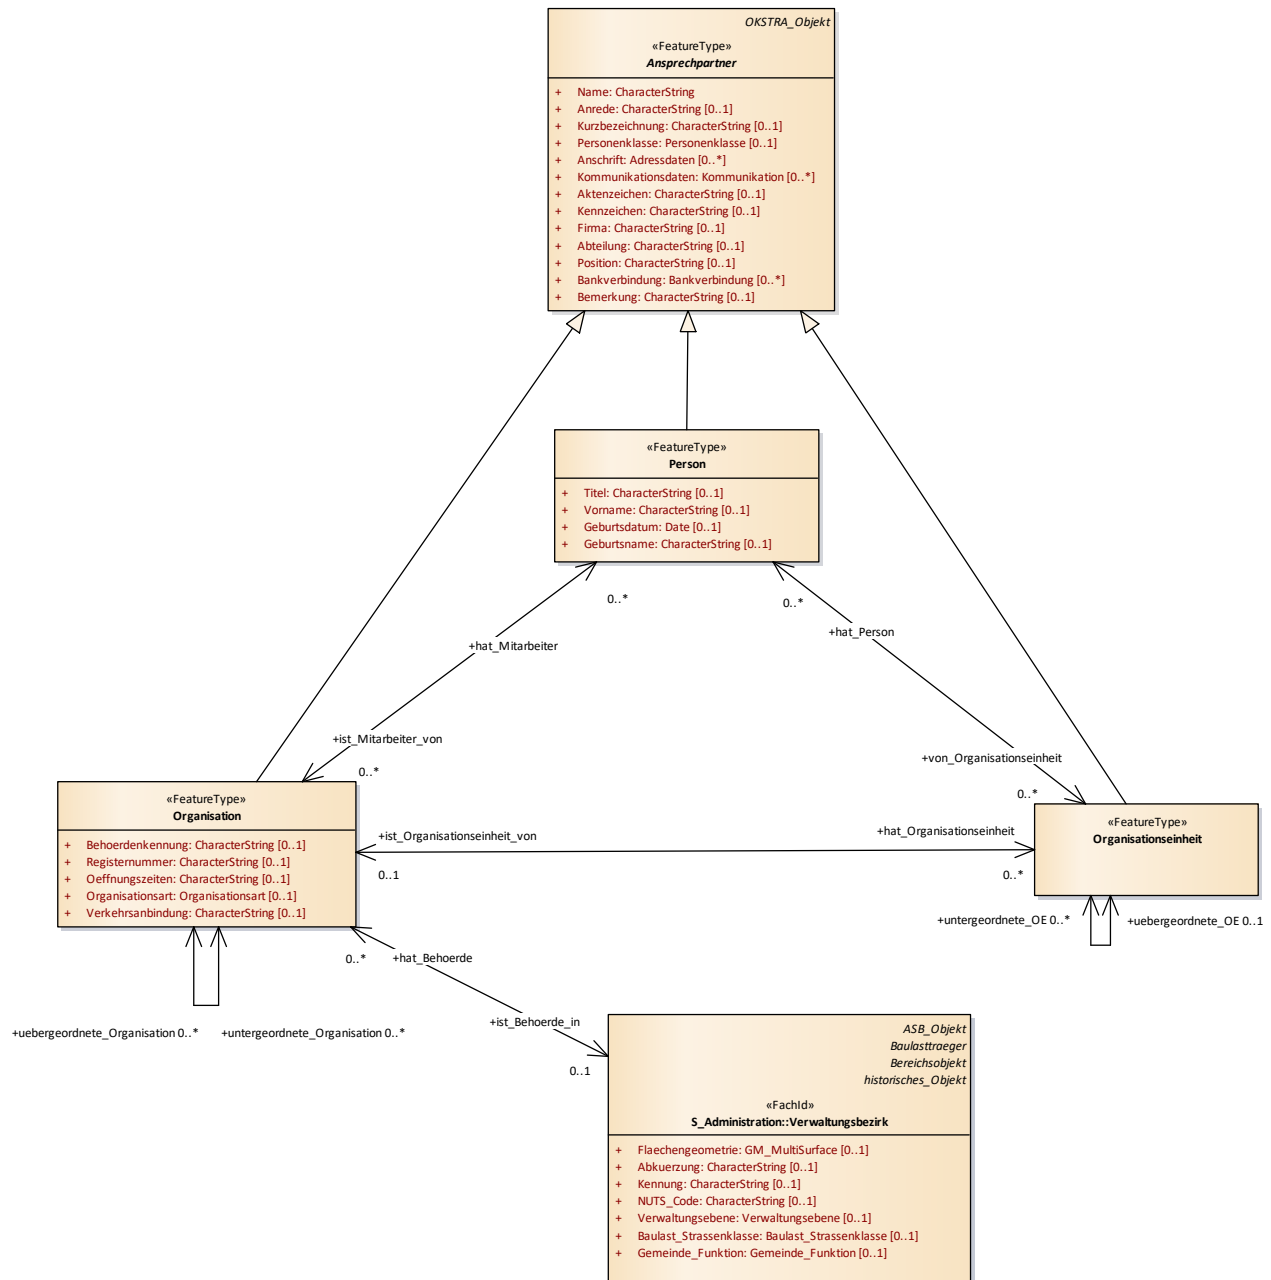 OKSTRA_Objekt
«FeatureType»
Ansprechpartner
+ Name: CharacterString
+ Anrede: CharacterString [0..1]
+ Kurzbezeichnung: CharacterString [0..1]
+ Personenklasse: Personenklasse [0..1]
+ Anschrift: Adressdaten [0..*]
+ Kommunikationsdaten: Kommunikation [0..*]
+ Aktenzeichen: CharacterString [0..1]
+ Kennzeichen: CharacterString [0..1]
+ Firma: CharacterString [0..1]
+ Abteilung: CharacterString [0..1]
+ Position: CharacterString [0..1]
+ Bankverbindung: Bankverbindung [0..*]
+ Bemerkung: CharacterString [0..1]
«FeatureType»
Person
+ Titel: CharacterString [0..1]
+ Vorname: CharacterString [0..1]
+ Geburtsdatum: Date [0..1]
+ Geburtsname: CharacterString [0..1]
0..*
0..*
+hat_Person
+hat_Mitarbeiter
+ist_Mitarbeiter_von
0..*
+von_Organisationseinheit
0..*
«FeatureType»
Organisation
+ Behoerdenkennung: CharacterString [0..1]
+ Registernummer: CharacterString [0..1]
+ Oeffnungszeiten: CharacterString [0..1]
+ Organisationsart: Organisationsart [0..1]
+ Verkehrsanbindung: CharacterString [0..1]
+ist_Organisationseinheit_von
0..1
+hat_Organisationseinheit
0..*
«FeatureType»
Organisationseinheit
+untergeordnete_OE 0..*
+uebergeordnete_OE 0..1
0..*
+hat_Behoerde
+ist_Behoerde_in
0..1
+uebergeordnete_Organisation 0..*
+untergeordnete_Organisation 0..*
ASB_Objekt
Baulasttraeger
Bereichsobjekt
historisches_Objekt
«FachId»
S_Administration::Verwaltungsbezirk
+ Flaechengeometrie: GM_MultiSurface [0..1]
+ Abkuerzung: CharacterString [0..1]
+ Kennung: CharacterString [0..1]
+ NUTS_Code: CharacterString [0..1]
+ Verwaltungsebene: Verwaltungsebene [0..1]
+ Baulast_Strassenklasse: Baulast_Strassenklasse [0..1]
+ Gemeinde_Funktion: Gemeinde_Funktion [0..1]